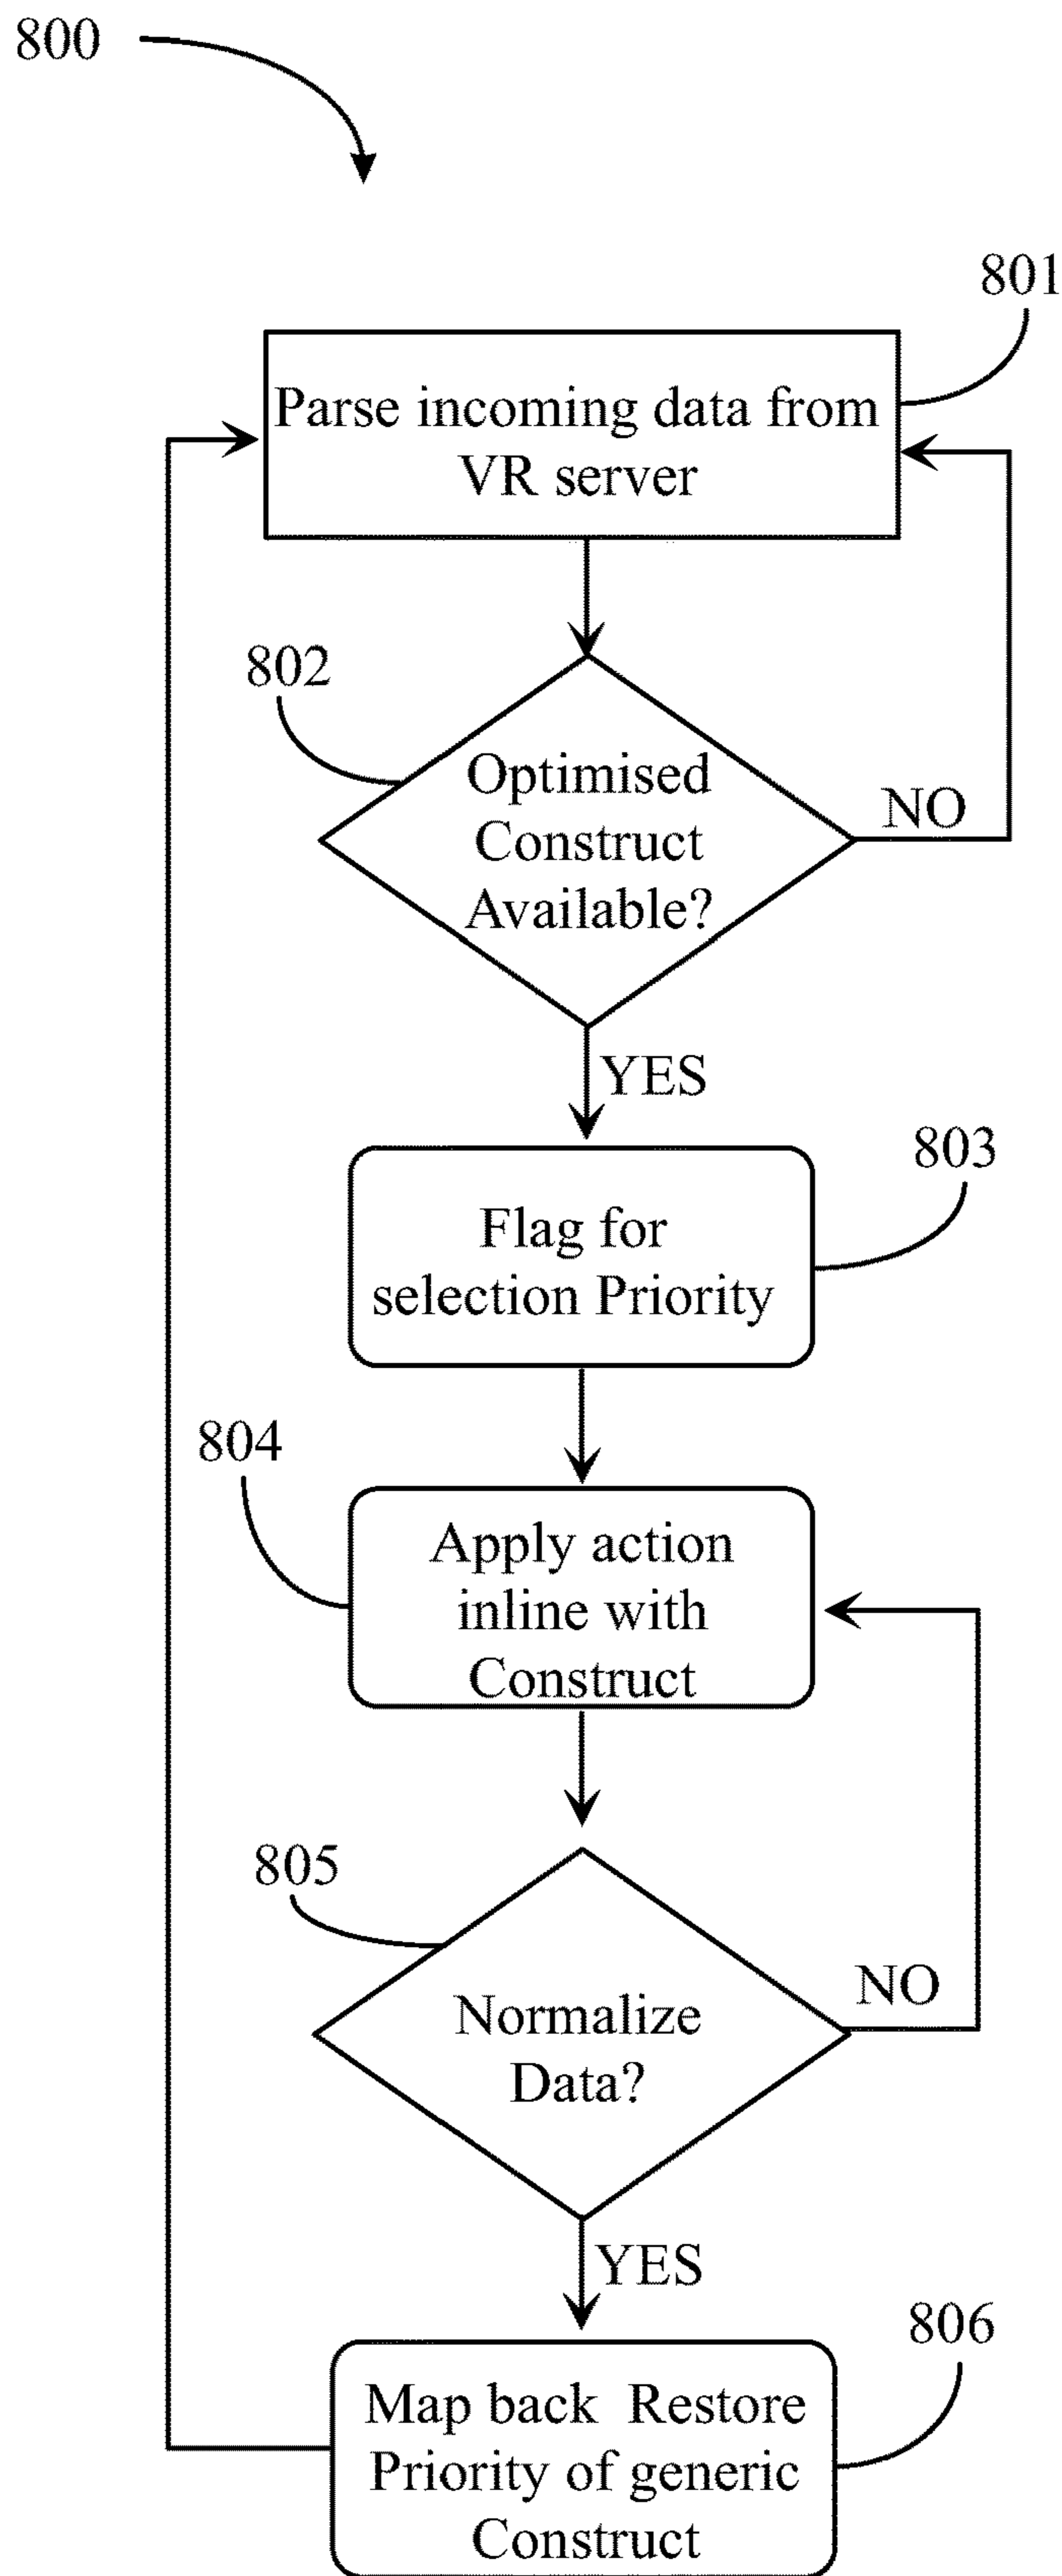 800
801
Parse incoming data from
VR server
802
Optimised
Construct
Available?
NO
YES
803
Flag for
selection Priority
804
Apply action
inline with
Construct
805
Normalize
Data?
NO
YES
806
Map back Restore
Priority of generic
Construct